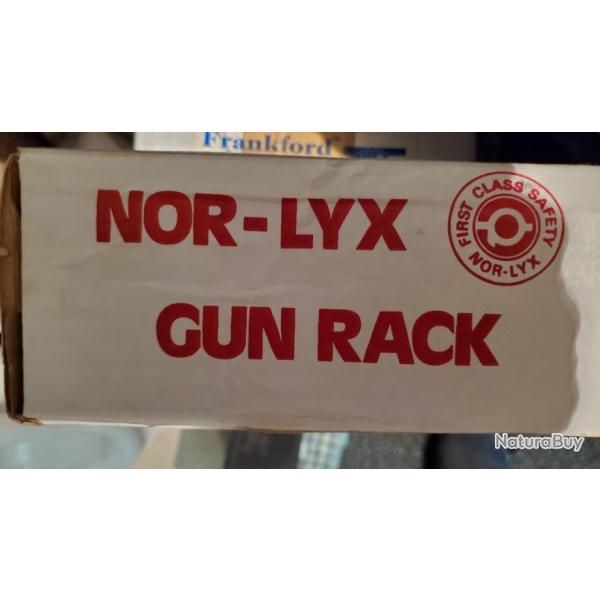 Frankford
NOR-LYX
FIRST CLASS SAFETY
NOR-LYX
GUN RACK
NaturaBuy